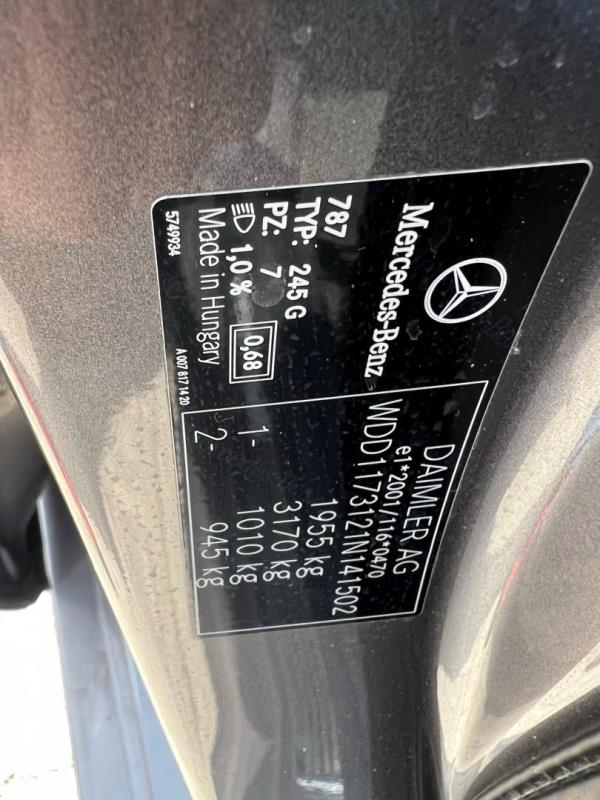 Mercedes-Benz
787
TYP: 245 G
PZ: 7
1,0 % 0,68
Made in Hungary
5749934
A 007 817 14 20
DAIMLER AG
e1*2001/116*0470
WDD1173121N141502
1955 kg
3170 kg
1- 1010 kg
2- 945 kg